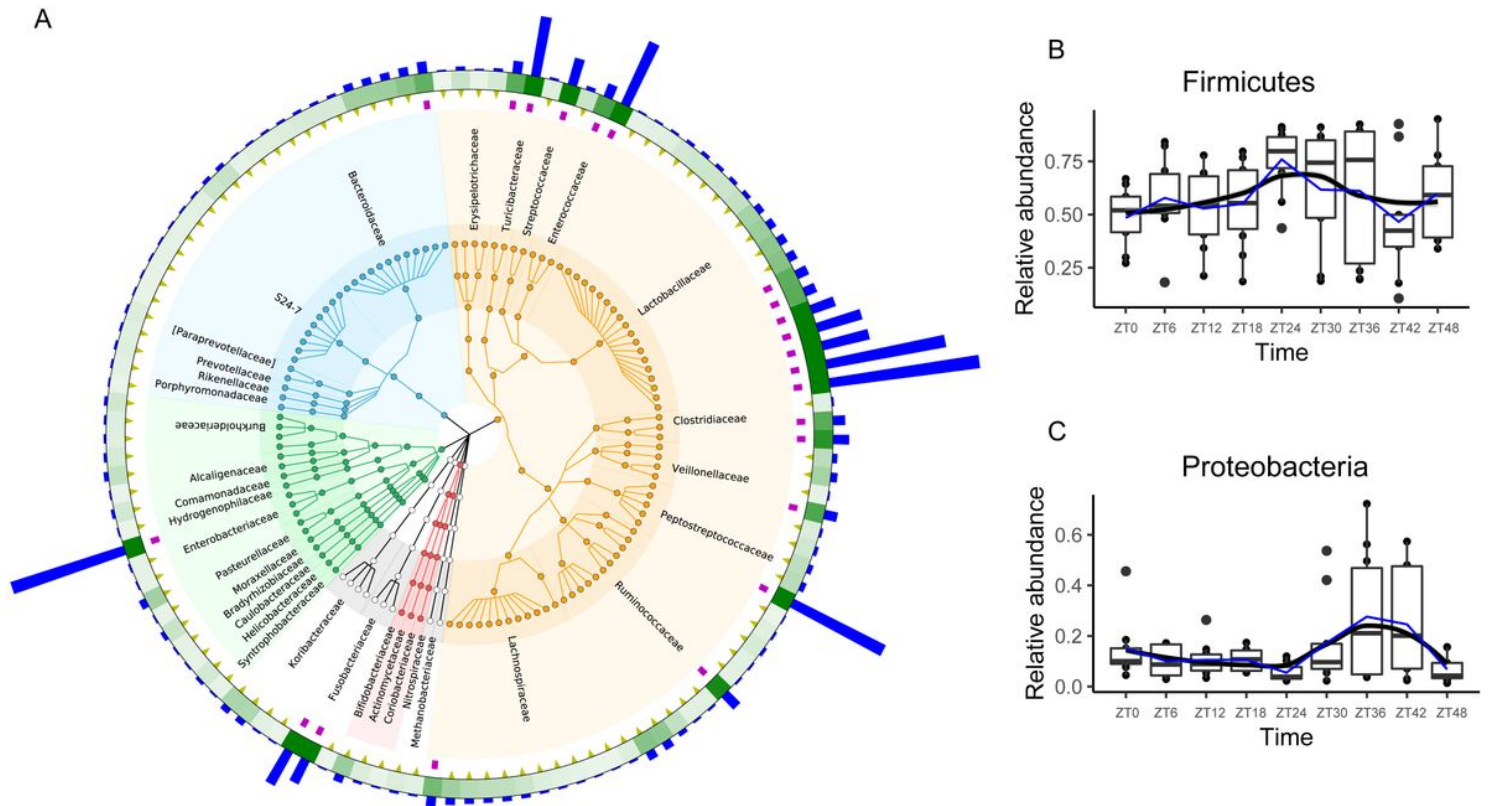 A
Erysipelotrichaceae
Turicibacteraceae
Streptococcaceae
Enterococcaceae
Lactobacillaceae
Clostridiaceae
Veillonellaceae
Peptostreptococcaceae
Ruminococcaceae
Lachnospiraceae
Methanobacteriaceae
Nitrospiraceae
Coriobacteriaceae
Actinomycetaceae
Bifidobacteriaceae
Fusobacteriaceae
Koribacteraceae
Syntrophobacteraceae
Helicobacteraceae
Caulobacteraceae
Bradyrhizobiaceae
Moraxellaceae
Pasteurellaceae
Enterobacteriaceae
Hydrogenophilaceae
Comamonadaceae
Alcaligenaceae
Burkholderiaceae
Porphyromonadaceae
Rikenellaceae
Prevotellaceae
[Paraprevotellaceae]
S24-7
Bacteroidaceae
B
Firmicutes
Relative abundance
0.75
0.50
0.25
ZT0 ZT6 ZT12 ZT18 ZT24 ZT30 ZT36 ZT42 ZT48
Time
C
Proteobacteria
Relative abundance
0.6
0.4
0.2
0.0
ZT0 ZT6 ZT12 ZT18 ZT24 ZT30 ZT36 ZT42 ZT48
Time